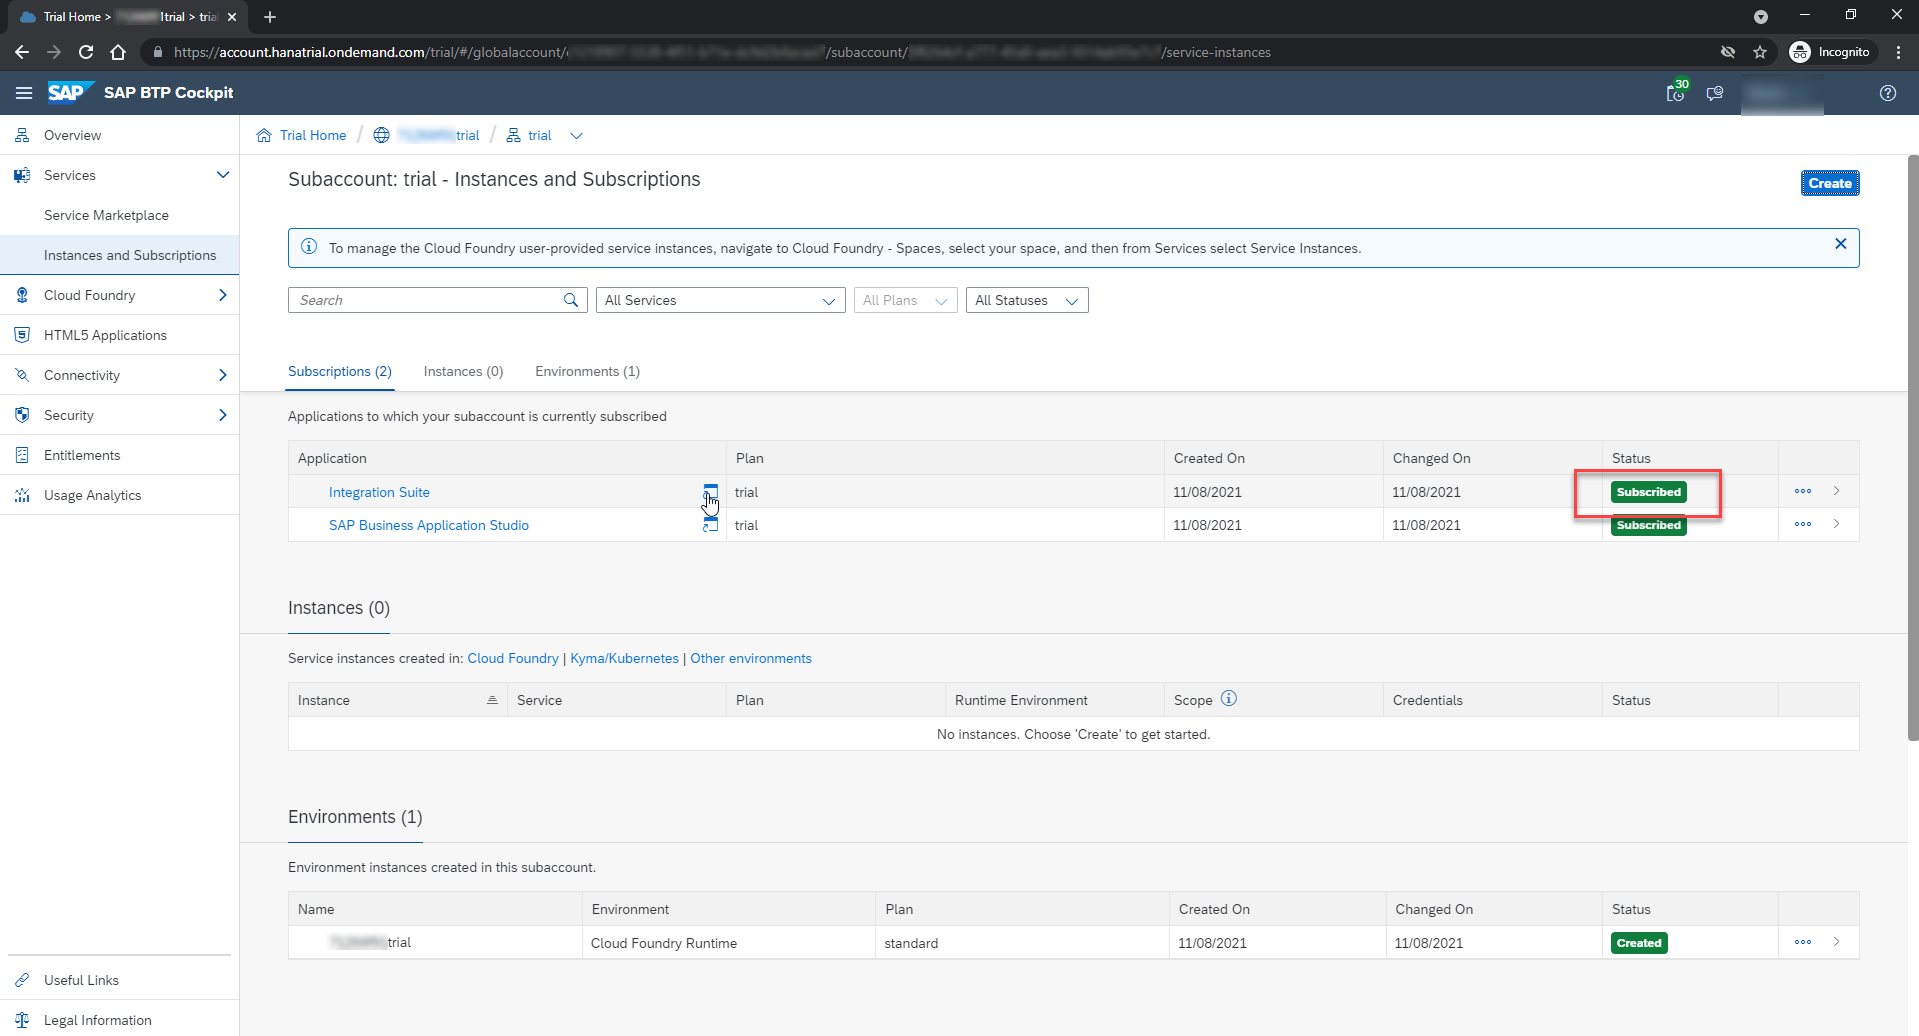 Trial Home > 1trial > tria
https://account.hanatrial.ondemand.com/trial/#/globalaccount/ /subaccount/ /service-instances
Incognito
SAP
SAP BTP Cockpit
30
Overview
Services
Service Marketplace
Instances and Subscriptions
Cloud Foundry
HTML5 Applications
Connectivity
Security
Entitlements
Usage Analytics
Useful Links
Legal Information
Trial Home / trial / trial
Subaccount: trial - Instances and Subscriptions
Create
To manage the Cloud Foundry user-provided service instances, navigate to Cloud Foundry - Spaces, select your space, and then from Services select Service Instances.
Search
All Services
All Plans
All Statuses
Subscriptions (2)
Instances (0)
Environments (1)
Applications to which your subaccount is currently subscribed
Application Plan Created On Changed On Status
Integration Suite trial 11/08/2021 11/08/2021 Subscribed
SAP Business Application Studio trial 11/08/2021 11/08/2021 Subscribed
Instances (0)
Service instances created in: Cloud Foundry | Kyma/Kubernetes | Other environments
Instance Service Plan Runtime Environment Scope Credentials Status
No instances. Choose 'Create' to get started.
Environments (1)
Environment instances created in this subaccount.
Name Environment Plan Created On Changed On Status
trial Cloud Foundry Runtime standard 11/08/2021 11/08/2021 Created